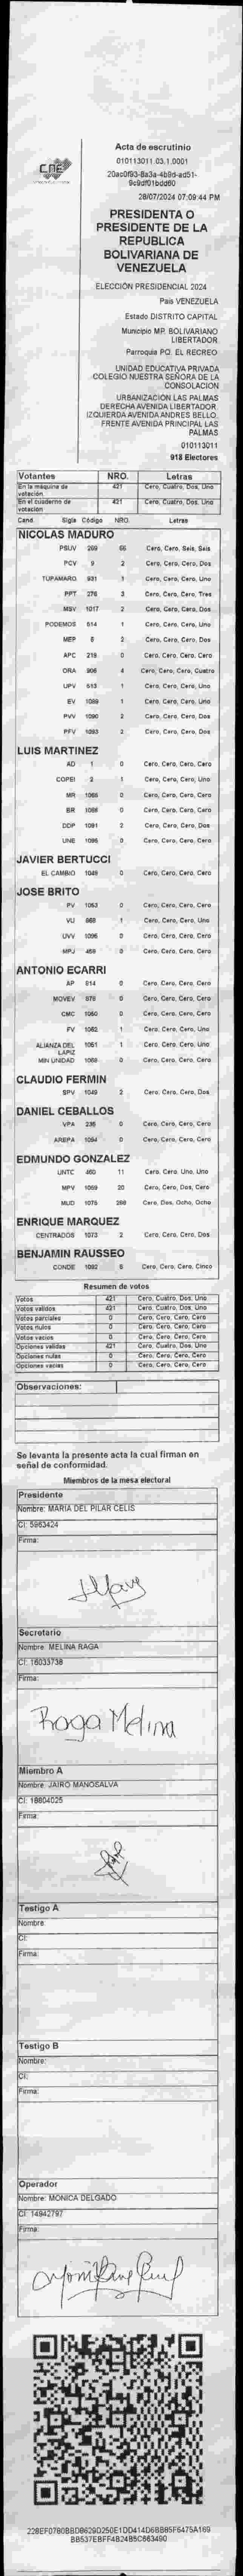 CNE
Acta de escrutinio
010113011.03.1.0001
20ac0f93-8a3a-4b9d-ad51-
9c9df01bdd60
28/07/2024 07:09:44 PM
PRESIDENTA O
PRESIDENTE DE LA
REPUBLICA
BOLIVARIANA DE
VENEZUELA
ELECCIÓN PRESIDENCIAL 2024
País VENEZUELA
Estado DISTRITO CAPITAL
Municipio MP. BOLIVARIANO
LIBERTADOR
Parroquia PQ. EL RECREO
UNIDAD EDUCATIVA PRIVADA
COLEGIO NUESTRA SEÑORA DE LA
CONSOLACION
URBANIZACIÓN LAS PALMAS
DERECHA AVENIDA LIBERTADOR.
IZQUIERDA AVENIDA ANDRES BELLO.
FRENTE AVENIDA PRINCIPAL LAS
PALMAS
010113011
918 Electores
Votantes NRO. Letras
En la máquina de votación 421 Cero, Cuatro, Dos, Uno
En el cuaderno de votación 421 Cero, Cuatro, Dos, Uno
Cand. Sigla Código NRO. Letras
NICOLAS MADURO
PSUV 269 66 Cero, Cero, Seis, Seis
PCV 9 2 Cero, Cero, Cero, Dos
TUPAMARO 931 1 Cero, Cero, Cero, Uno
PPT 276 3 Cero, Cero, Cero, Tres
MSV 1017 2 Cero, Cero, Cero, Dos
PODEMOS 514 1 Cero, Cero, Cero, Uno
MEP 8 2 Cero, Cero, Cero, Dos
APC 219 0 Cero, Cero, Cero, Cero
ORA 906 4 Cero, Cero, Cero, Cuatro
UPV 613 1 Cero, Cero, Cero, Uno
EV 1089 1 Cero, Cero, Cero, Uno
PVV 1090 2 Cero, Cero, Cero, Dos
PFV 1093 2 Cero, Cero, Cero, Dos
LUIS MARTINEZ
AD 1 0 Cero, Cero, Cero, Cero
COPEI 2 1 Cero, Cero, Cero, Uno
MR 1066 0 Cero, Cero, Cero, Cero
BR 1086 0 Cero, Cero, Cero, Cero
DDP 1091 2 Cero, Cero, Cero, Dos
UNE 1095 0 Cero, Cero, Cero, Cero
JAVIER BERTUCCI
EL CAMBIO 1048 0 Cero, Cero, Cero, Cero
JOSE BRITO
PV 1053 0 Cero, Cero, Cero, Cero
VU 968 1 Cero, Cero, Cero, Uno
UVV 1096 0 Cero, Cero, Cero, Cero
MPJ 459 0 Cero, Cero, Cero, Cero
ANTONIO ECARRI
AP 914 0 Cero, Cero, Cero, Cero
MOVEV 978 0 Cero, Cero, Cero, Cero
CMC 1050 0 Cero, Cero, Cero, Cero
FV 1052 1 Cero, Cero, Cero, Uno
ALIANZA DEL LAPIZ 1051 1 Cero, Cero, Cero, Uno
MIN UNIDAD 1068 0 Cero, Cero, Cero, Cero
CLAUDIO FERMIN
SPV 1049 2 Cero, Cero, Cero, Dos
DANIEL CEBALLOS
VPA 236 0 Cero, Cero, Cero, Cero
AREPA 1094 0 Cero, Cero, Cero, Cero
EDMUNDO GONZALEZ
UNTC 460 11 Cero, Cero, Uno, Uno
MPV 1069 20 Cero, Cero, Dos, Cero
MUD 1075 288 Cero, Dos, Ocho, Ocho
ENRIQUE MARQUEZ
CENTRADOS 1073 2 Cero, Cero, Cero, Dos
BENJAMIN RAUSSEO
CONDE 1092 5 Cero, Cero, Cero, Cinco
Resumen de votos
Votos 421 Cero, Cuatro, Dos, Uno
Votos válidos 421 Cero, Cuatro, Dos, Uno
Votos parciales 0 Cero, Cero, Cero, Cero
Votos nulos 0 Cero, Cero, Cero, Cero
Votos vacíos 0 Cero, Cero, Cero, Cero
Opciones válidas 421 Cero, Cuatro, Dos, Uno
Opciones nulas 0 Cero, Cero, Cero, Cero
Opciones vacías 0 Cero, Cero, Cero, Cero
Observaciones:
Se levanta la presente acta la cual firman en
señal de conformidad.
Miembros de la mesa electoral
Presidente
Nombre: MARIA DEL PILAR CELIS
CI: 5963424
Firma:
Secretario
Nombre: MELINA RAGA
CI: 16033738
Firma:
Raga Melina
Miembro A
Nombre: JAIRO MANOSALVA
CI: 18804025
Firma:
Testigo A
Nombre:
CI:
Firma:
Testigo B
Nombre:
CI:
Firma:
Operador
Nombre: MONICA DELGADO
CI: 14942797
Firma:
228EF0780BBD8629D250E1DD414D6BB85F6475A169
BB537EBFF4B24B5C663490